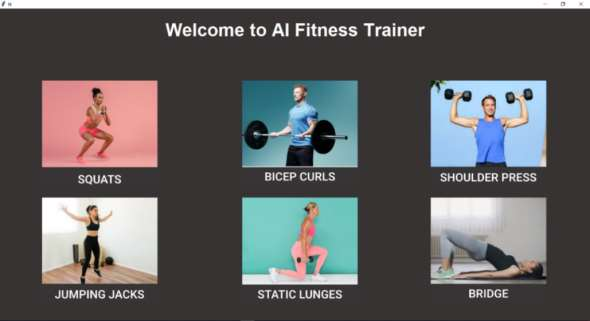 Welcome to AI Fitness Trainer
SQUATS
BICEP CURLS
SHOULDER PRESS
JUMPING JACKS
STATIC LUNGES
BRIDGE